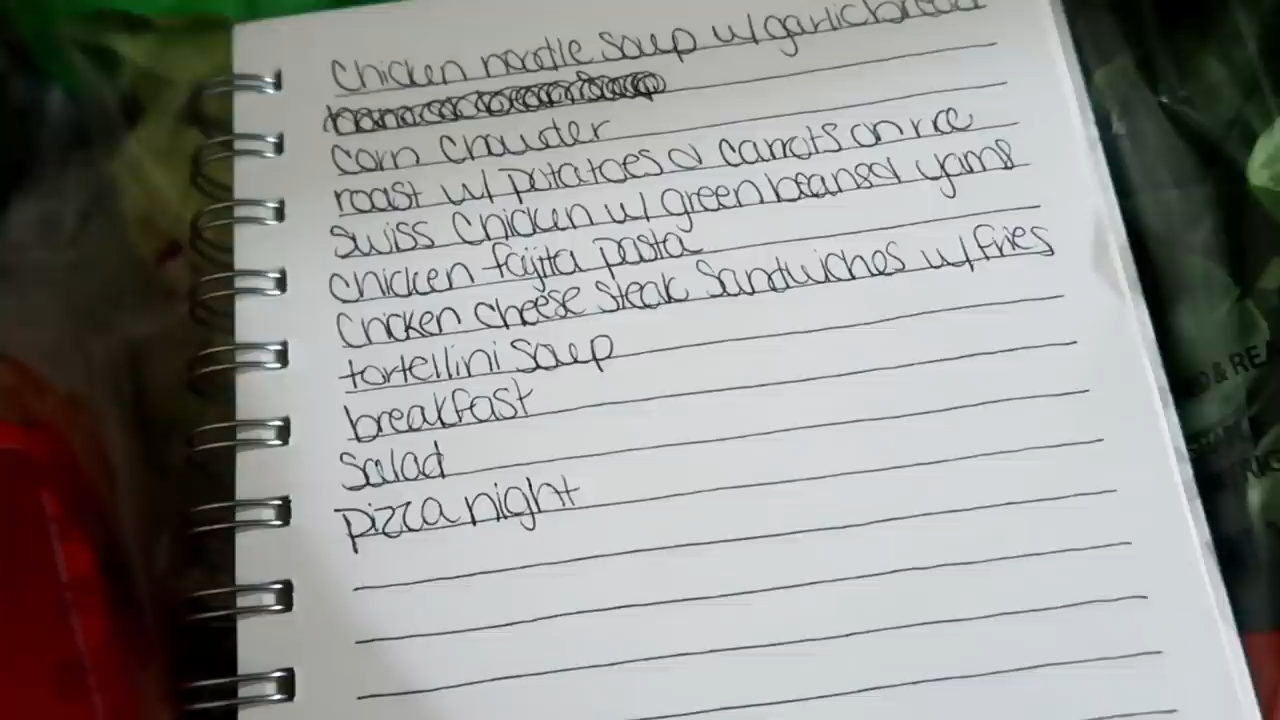 Chicken noodle soup w/ garlic bread
Corn Chowder
roast w/ potatoes & carrots on rice
Swiss Chicken w/ green beans & yams
Chicken fajita pasta
Chicken cheese steak Sandwiches w/ fries
tortellini soup
breakfast
Salad
pizza night
& REA